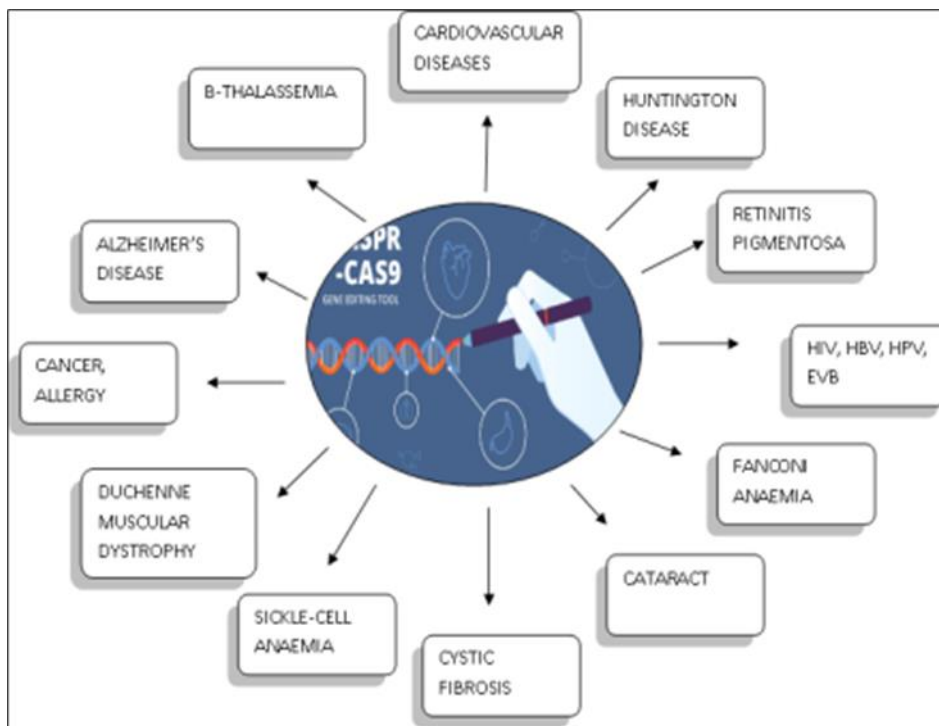 CARDIOVASCULAR
DISEASES
B-THALASSEMIA
HUNTINGTON
DISEASE
RETINITIS
PIGMENTOSA
ALZHEIMER'S
DISEASE
ISPR
-CAS9
GENE EDITING TOOL
HIV, HBV, HPV,
EVB
CANCER,
ALLERGY
FANCONI
ANAEMIA
DUCHENNE
MUSCULAR
DYSTROPHY
CATARACT
SICKLE-CELL
ANAEMIA
CYSTIC
FIBROSIS